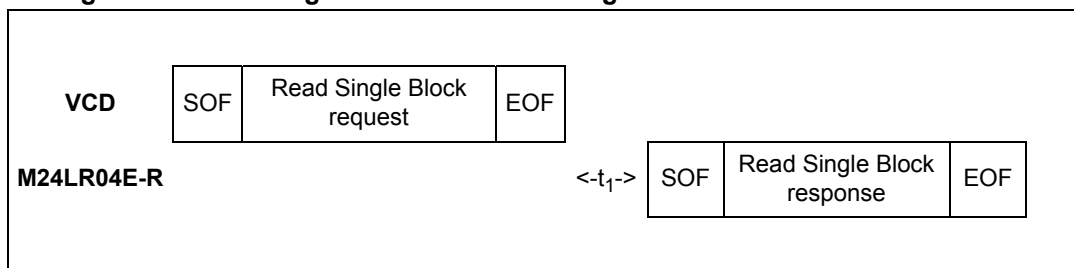 VCD
SOF
Read Single Block
request
EOF
M24LR04E-R
<-t1->
SOF
Read Single Block
response
EOF